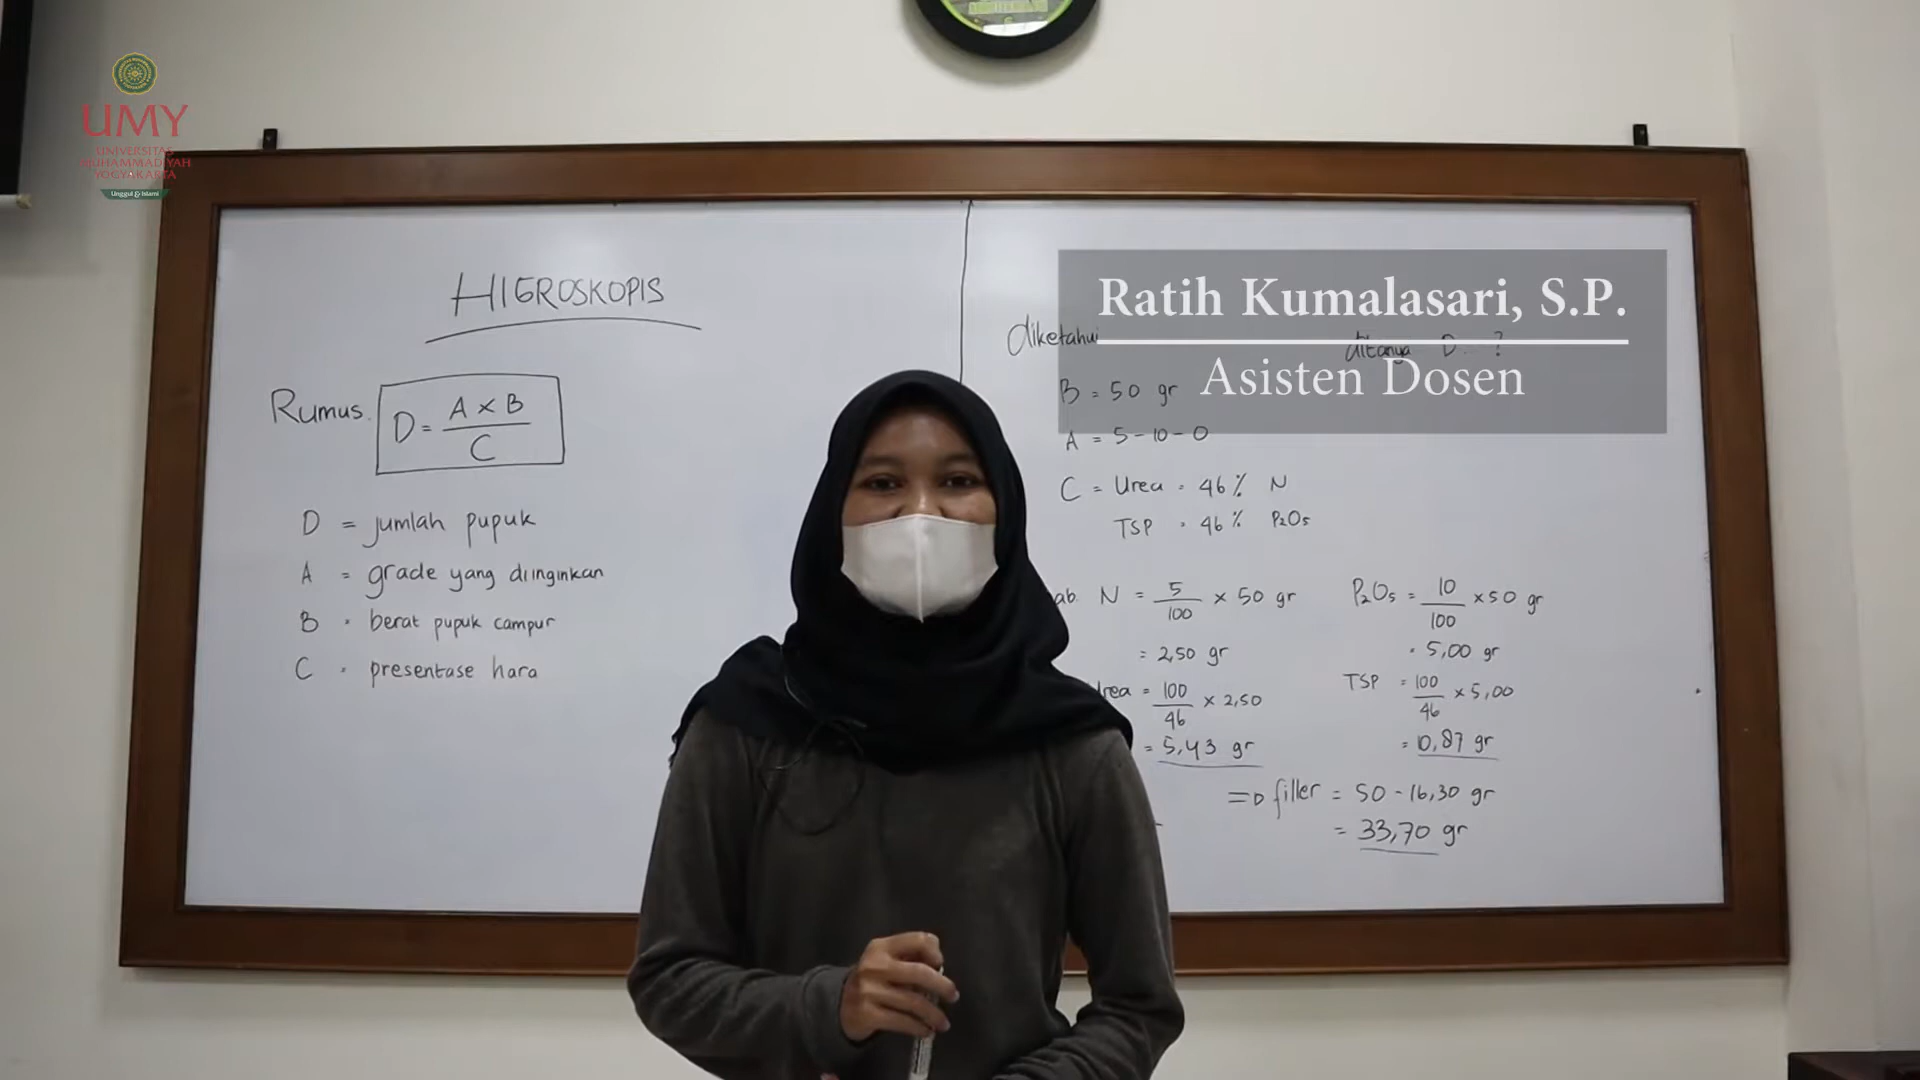 UMY
UNIVERSITAS
MUHAMMADIYAH
YOGYAKARTA
Unggul & Islami
HIGROSKOPIS
Rumus. D = A × B / C
D = jumlah pupuk
A = grade yang diinginkan
B = berat pupuk campur
C = presentase hara
Ratih Kumalasari, S.P.
Asisten Dosen
diketahui
ditanya D...?
B = 50 gr
A = 5 - 10 - 0
C = Urea = 46 % N
TSP = 46 % P₂O₅
N = 5/100 × 50 gr
= 2,50 gr
= 100/46 × 2,50
= 5,43 gr
P₂O₅ = 10/100 × 50 gr
= 5,00 gr
TSP = 100/46 × 5,00
= 10,87 gr
⇒ filler = 50 - 16,30 gr
= 33,70 gr